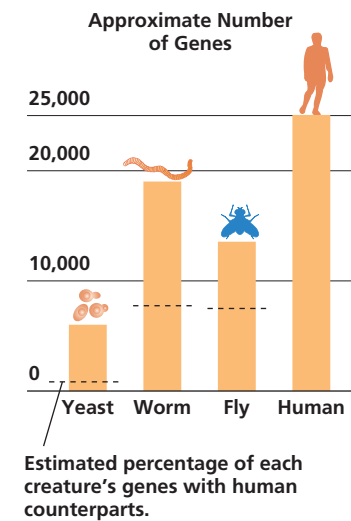 Approximate Number
of Genes
25,000
20,000
10,000
0
Yeast Worm Fly Human
Estimated percentage of each
creature's genes with human
counterparts.